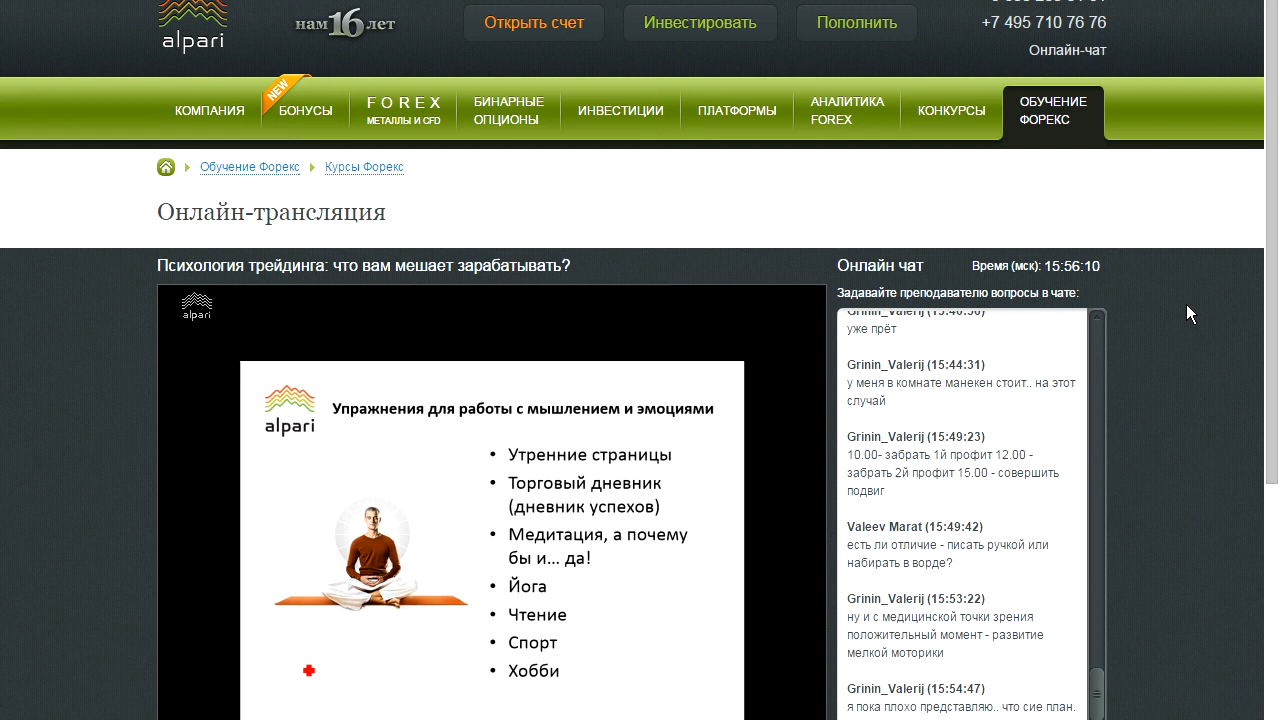 alpari
нам 16 лет
Открыть счет
Инвестировать
Пополнить
+7 495 710 76 76
Онлайн-чат
КОМПАНИЯ
NEW
БОНУСЫ
FOREX
МЕТАЛЛЫ И CFD
БИНАРНЫЕ
ОПЦИОНЫ
ИНВЕСТИЦИИ
ПЛАТФОРМЫ
АНАЛИТИКА
FOREX
КОНКУРСЫ
ОБУЧЕНИЕ
ФОРЕКС
Обучение Форекс
Курсы Форекс
Онлайн-трансляция
Психология трейдинга: что вам мешает зарабатывать?
alpari
alpari
Упражнения для работы с мышлением и эмоциями
• Утренние страницы
• Торговый дневник
(дневник успехов)
• Медитация, а почему
бы и... да!
• Йога
• Чтение
• Спорт
• Хобби
Онлайн чат
Время (мск): 15:56:10
Задавайте преподавателю вопросы в чате:
Grinin_Valerij
уже прёт
Grinin_Valerij (15:44:31)
у меня в комнате манекен стоит.. на этот
случай
Grinin_Valerij (15:49:23)
10.00- забрать 1й профит 12.00 -
забрать 2й профит 15.00 - совершить
подвиг
Valeev Marat (15:49:42)
есть ли отличие - писать ручкой или
набирать в ворде?
Grinin_Valerij (15:53:22)
ну и с медицинской точки зрения
положительный момент - развитие
мелкой моторики
Grinin_Valerij (15:54:47)
я пока плохо представляю.. что сие план.